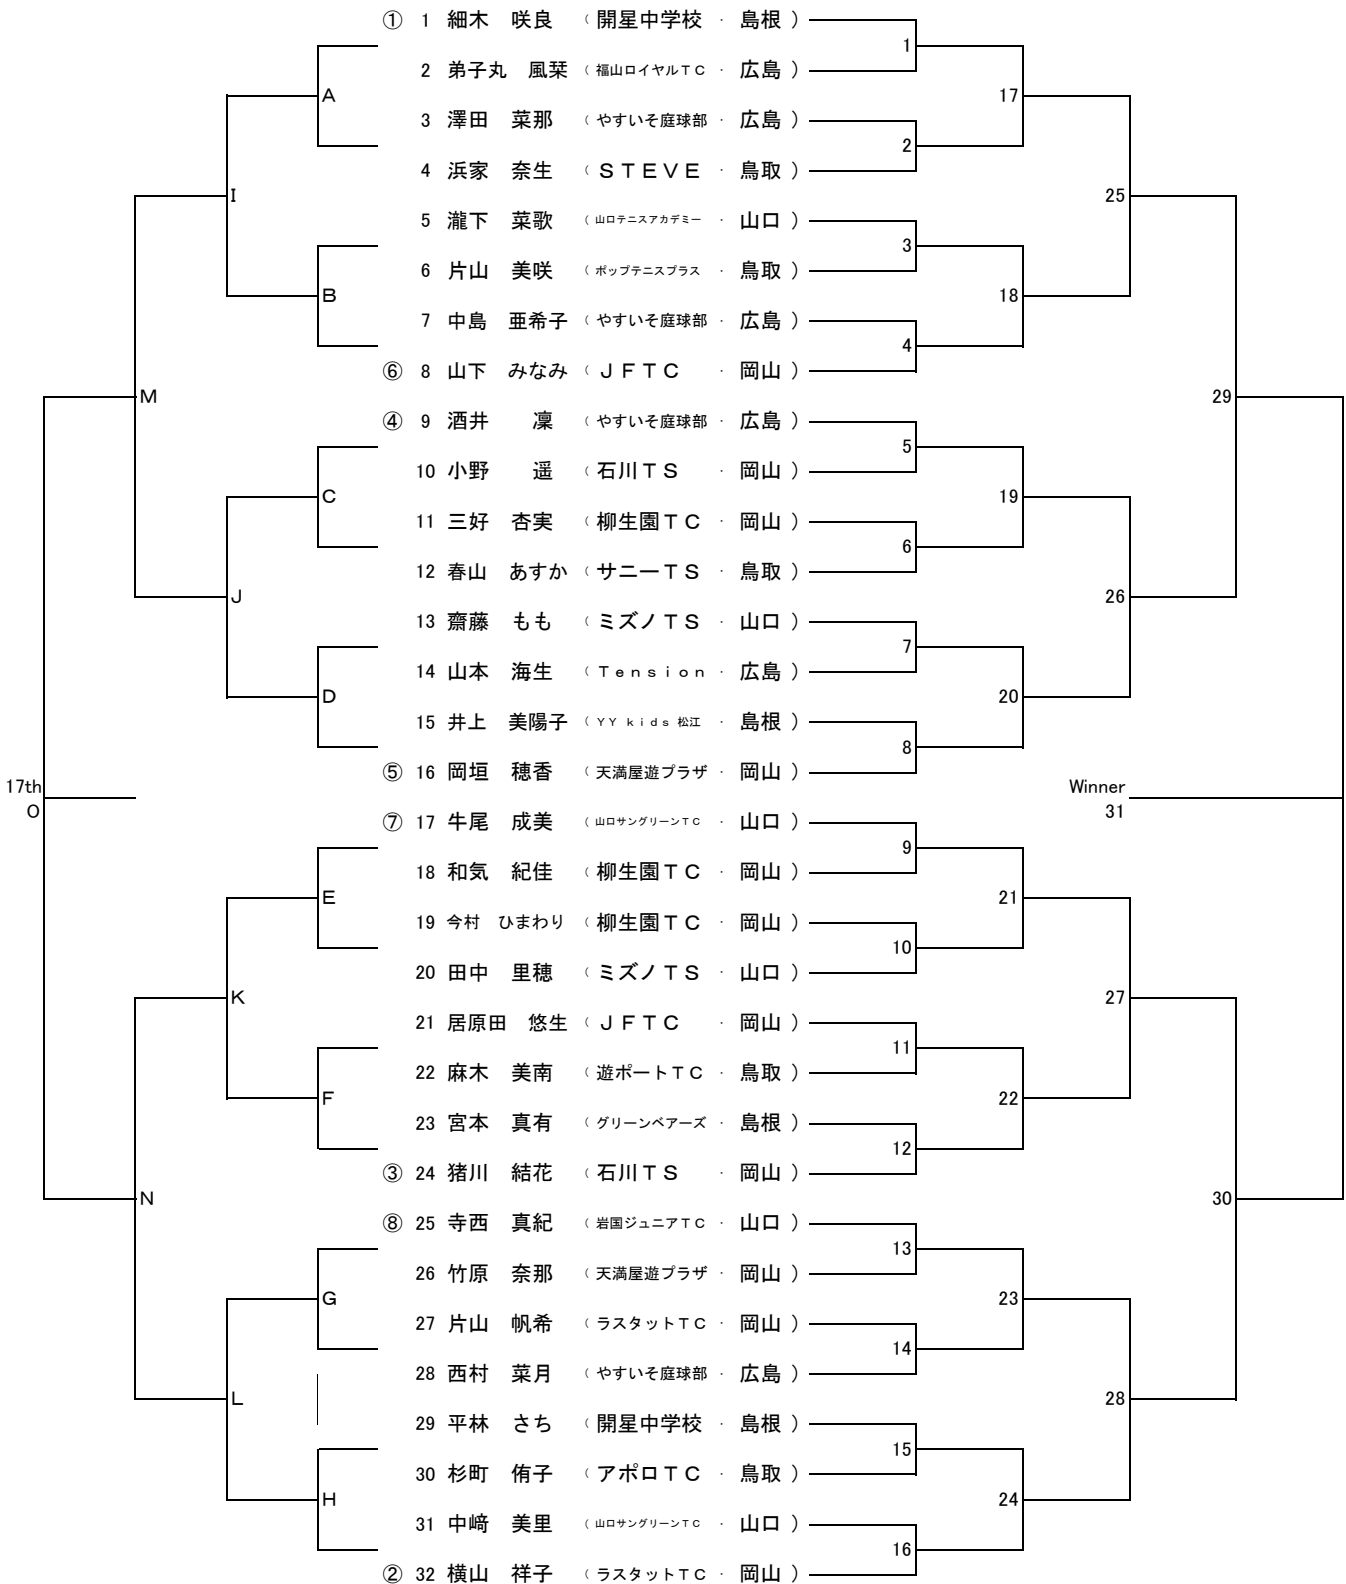 ① 1 細木 咲良 （ 開星中学校 ・ 島根 ）
1
2 弟子丸 風栞 （ 福山ロイヤルＴＣ ・ 広島 ）
A 17
3 澤田 菜那 （ やすいそ庭球部 ・ 広島 ）
2
4 浜家 奈生 （ ＳＴＥＶＥ ・ 鳥取 ）
I 25
5 瀧下 菜歌 （ 山口テニスアカデミー ・ 山口 ）
3
6 片山 美咲 （ ポップテニスプラス ・ 鳥取 ）
B 18
7 中島 亜希子 （ やすいそ庭球部 ・ 広島 ）
4
⑥ 8 山下 みなみ （ ＪＦＴＣ ・ 岡山 ）
M 29
④ 9 酒井 凜 （ やすいそ庭球部 ・ 広島 ）
5
10 小野 遥 （ 石川ＴＳ ・ 岡山 ）
C 19
11 三好 杏実 （ 柳生園ＴＣ ・ 岡山 ）
6
12 春山 あすか （ サニーＴＳ ・ 鳥取 ）
J 26
13 齋藤 もも （ ミズノＴＳ ・ 山口 ）
7
14 山本 海生 （ Ｔｅｎｓｉｏｎ ・ 広島 ）
D 20
15 井上 美陽子 （ ＹＹ ｋｉｄｓ 松江 ・ 島根 ）
8
⑤ 16 岡垣 穂香 （ 天満屋遊プラザ ・ 岡山 ）
17th Winner
O 31
⑦ 17 牛尾 成美 （ 山口サングリーンＴＣ ・ 山口 ）
9
18 和気 紀佳 （ 柳生園ＴＣ ・ 岡山 ）
E 21
19 今村 ひまわり （ 柳生園ＴＣ ・ 岡山 ）
10
20 田中 里穂 （ ミズノＴＳ ・ 山口 ）
K 27
21 居原田 悠生 （ ＪＦＴＣ ・ 岡山 ）
11
22 麻木 美南 （ 遊ポートＴＣ ・ 鳥取 ）
F 22
23 宮本 真有 （ グリーンベアーズ ・ 島根 ）
12
③ 24 猪川 結花 （ 石川ＴＳ ・ 岡山 ）
N 30
⑧ 25 寺西 真紀 （ 岩国ジュニアＴＣ ・ 山口 ）
13
26 竹原 奈那 （ 天満屋遊プラザ ・ 岡山 ）
G 23
27 片山 帆希 （ ラスタットＴＣ ・ 岡山 ）
14
28 西村 菜月 （ やすいそ庭球部 ・ 広島 ）
L 28
29 平林 さち （ 開星中学校 ・ 島根 ）
15
30 杉町 侑子 （ アポロＴＣ ・ 鳥取 ）
H 24
31 中﨑 美里 （ 山口サングリーンＴＣ ・ 山口 ）
16
② 32 横山 祥子 （ ラスタットＴＣ ・ 岡山 ）